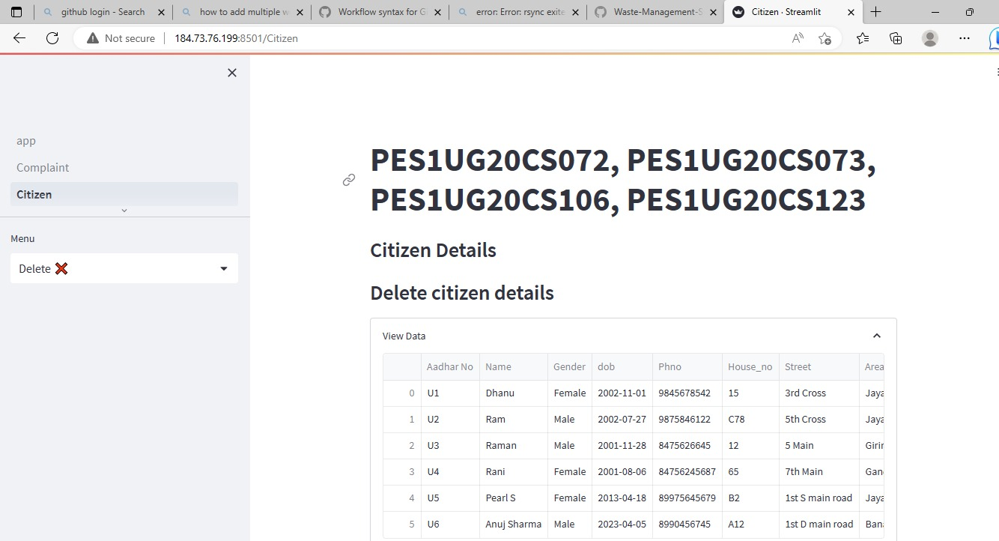 github login - Search
how to add multiple w
Workflow syntax for G
error: Error: rsync exite
Waste-Management-S
Citizen · Streamlit
Not secure
184.73.76.199:8501/Citizen
app
Complaint
Citizen
Menu
Delete ❌
PES1UG20CS072, PES1UG20CS073,
PES1UG20CS106, PES1UG20CS123
Citizen Details
Delete citizen details
View Data
Aadhar No Name Gender dob Phno House_no Street Area
0 U1 Dhanu Female 2002-11-01 9845678542 15 3rd Cross Jaya
1 U2 Ram Male 2002-07-27 9875846122 C78 5th Cross Jaya
2 U3 Raman Male 2001-11-28 8475626645 12 5 Main Girin
3 U4 Rani Female 2001-08-06 84756245687 65 7th Main Gan
4 U5 Pearl S Female 2013-04-18 89975645679 B2 1st S main road Jaya
5 U6 Anuj Sharma Male 2023-04-05 8990456745 A12 1st D main road Bana